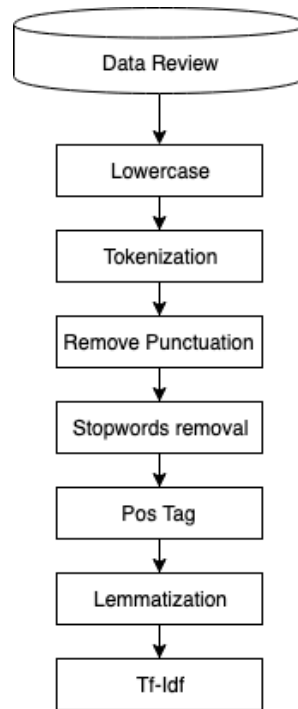 Data Review
Lowercase
Tokenization
Remove Punctuation
Stopwords removal
Pos Tag
Lemmatization
Tf-Idf